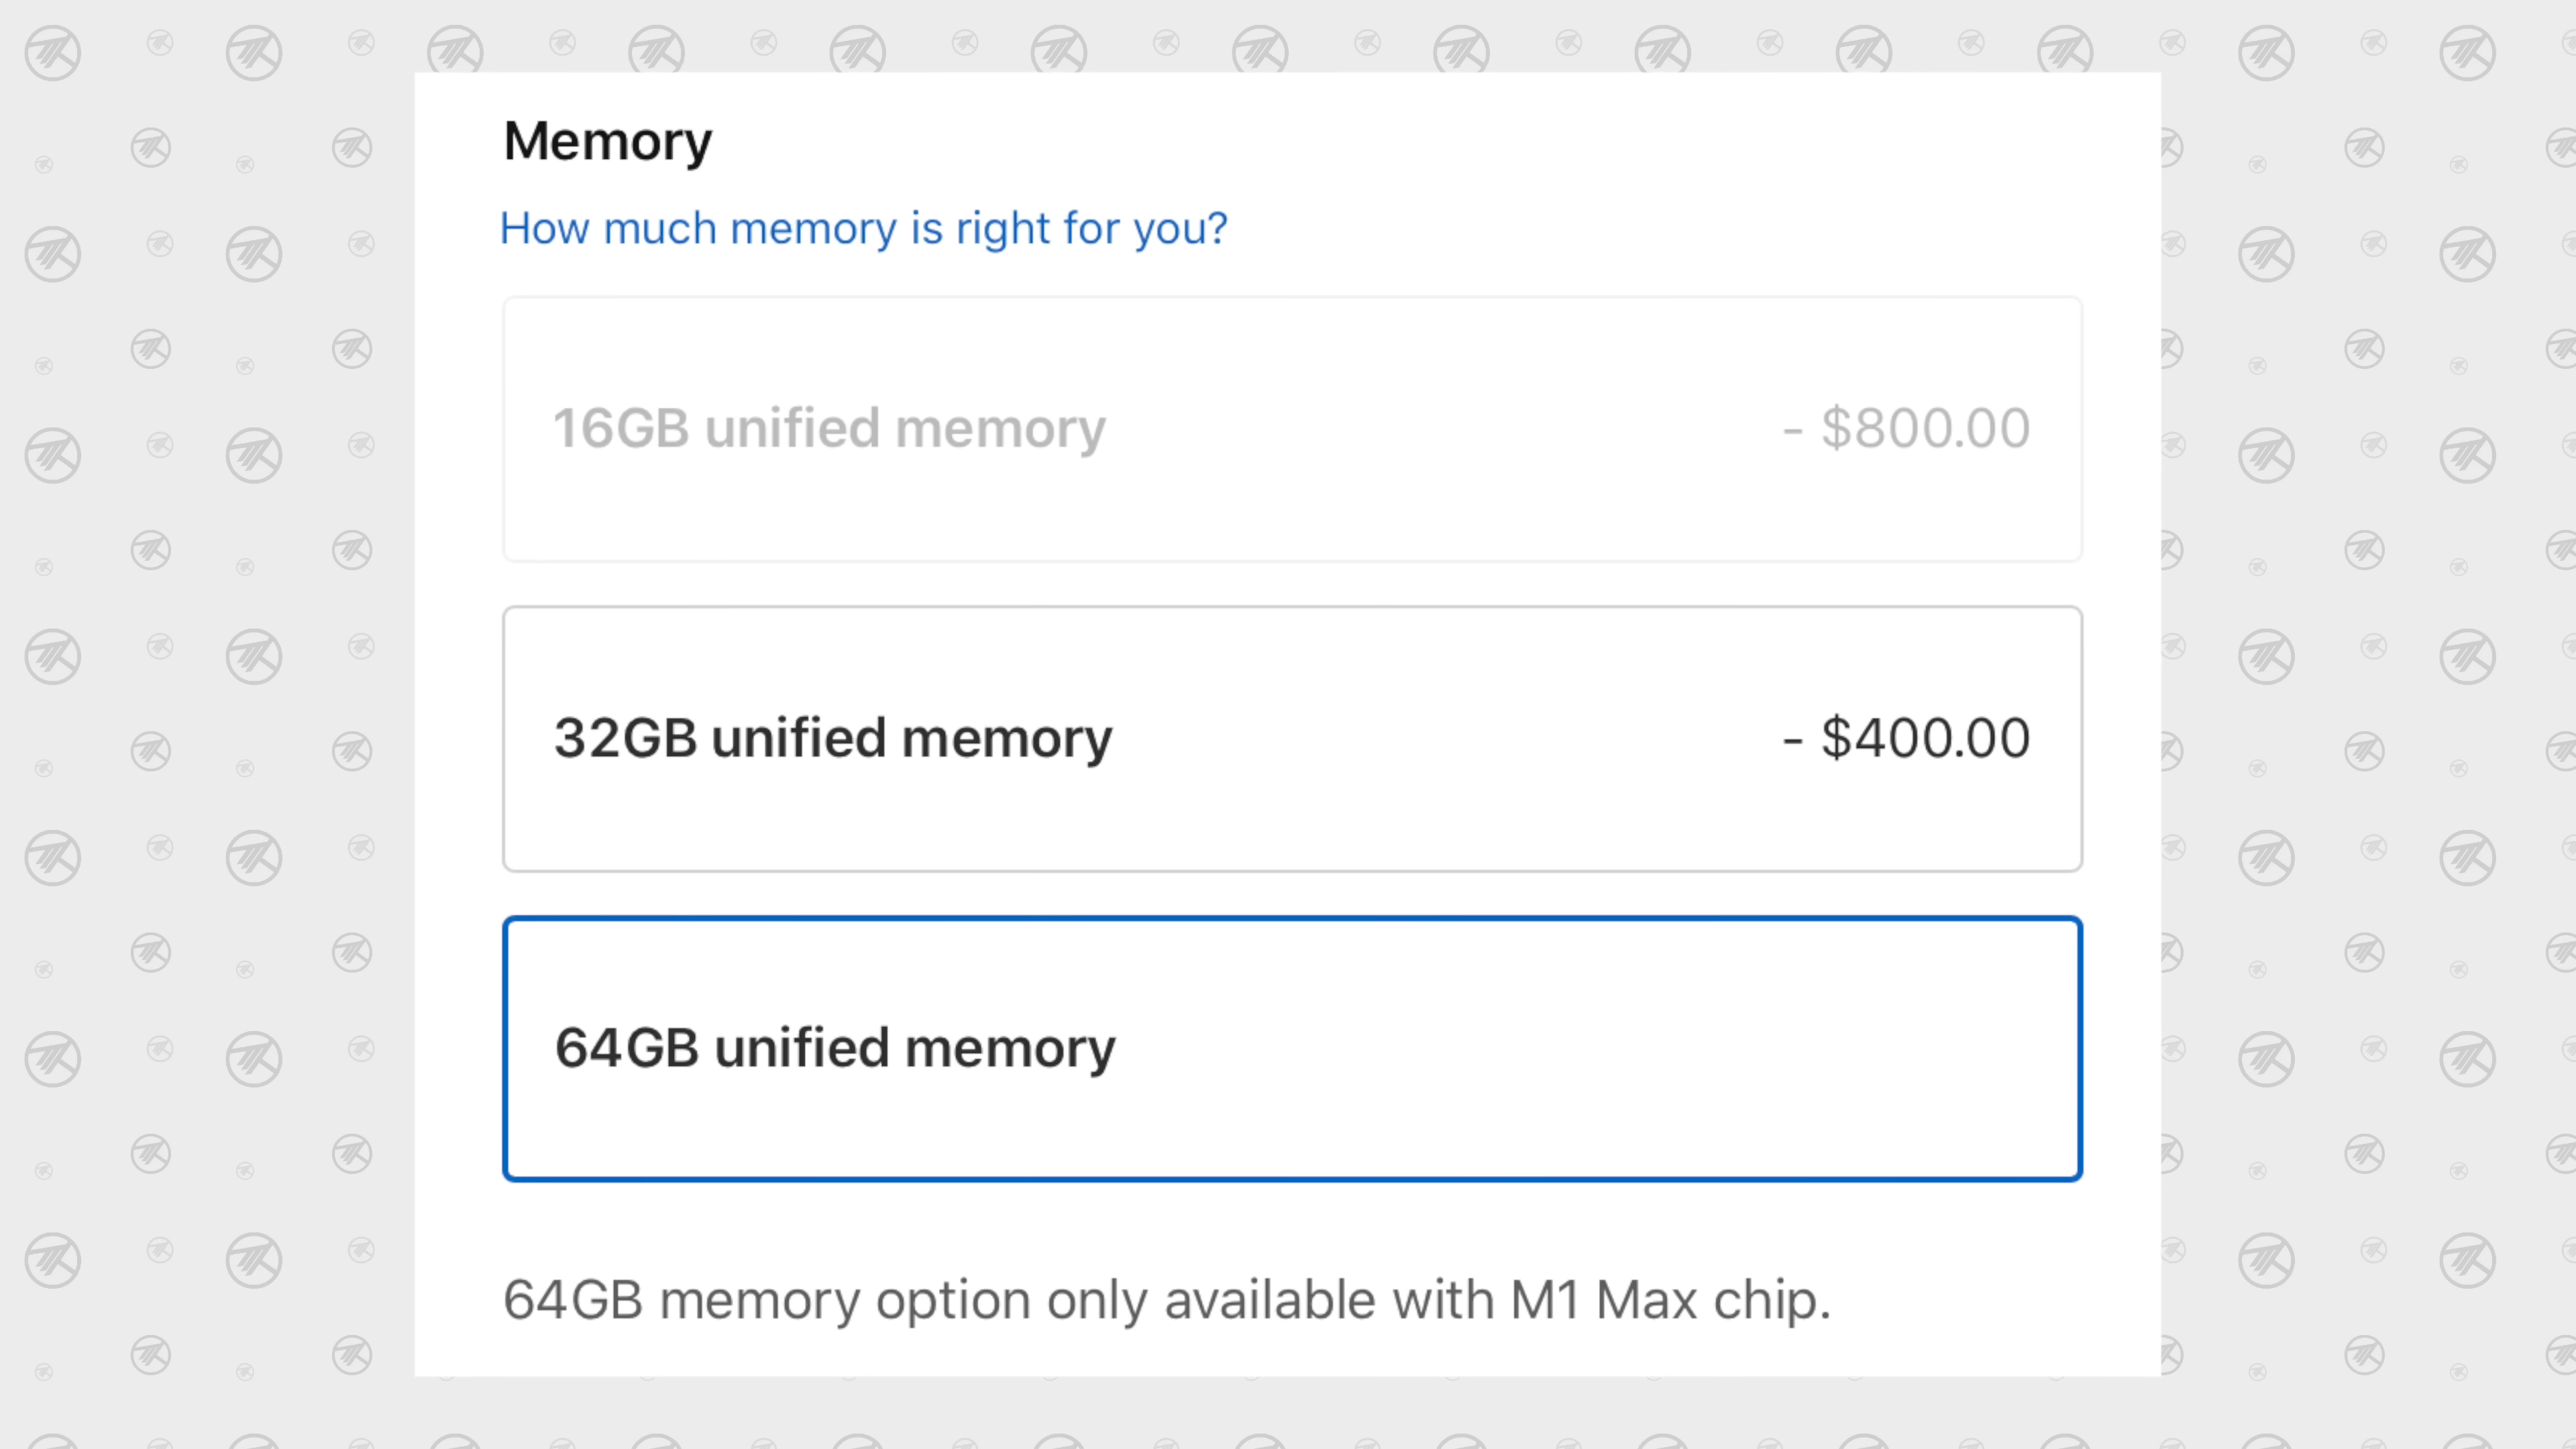 Memory
How much memory is right for you?
16GB unified memory - $800.00
32GB unified memory - $400.00
64GB unified memory
64GB memory option only available with M1 Max chip.